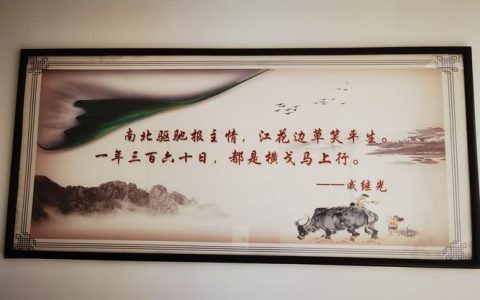 南北驱驰报主情，江花边草笑平生。
一年三百六十日，都是横戈马上行。
——戚继光